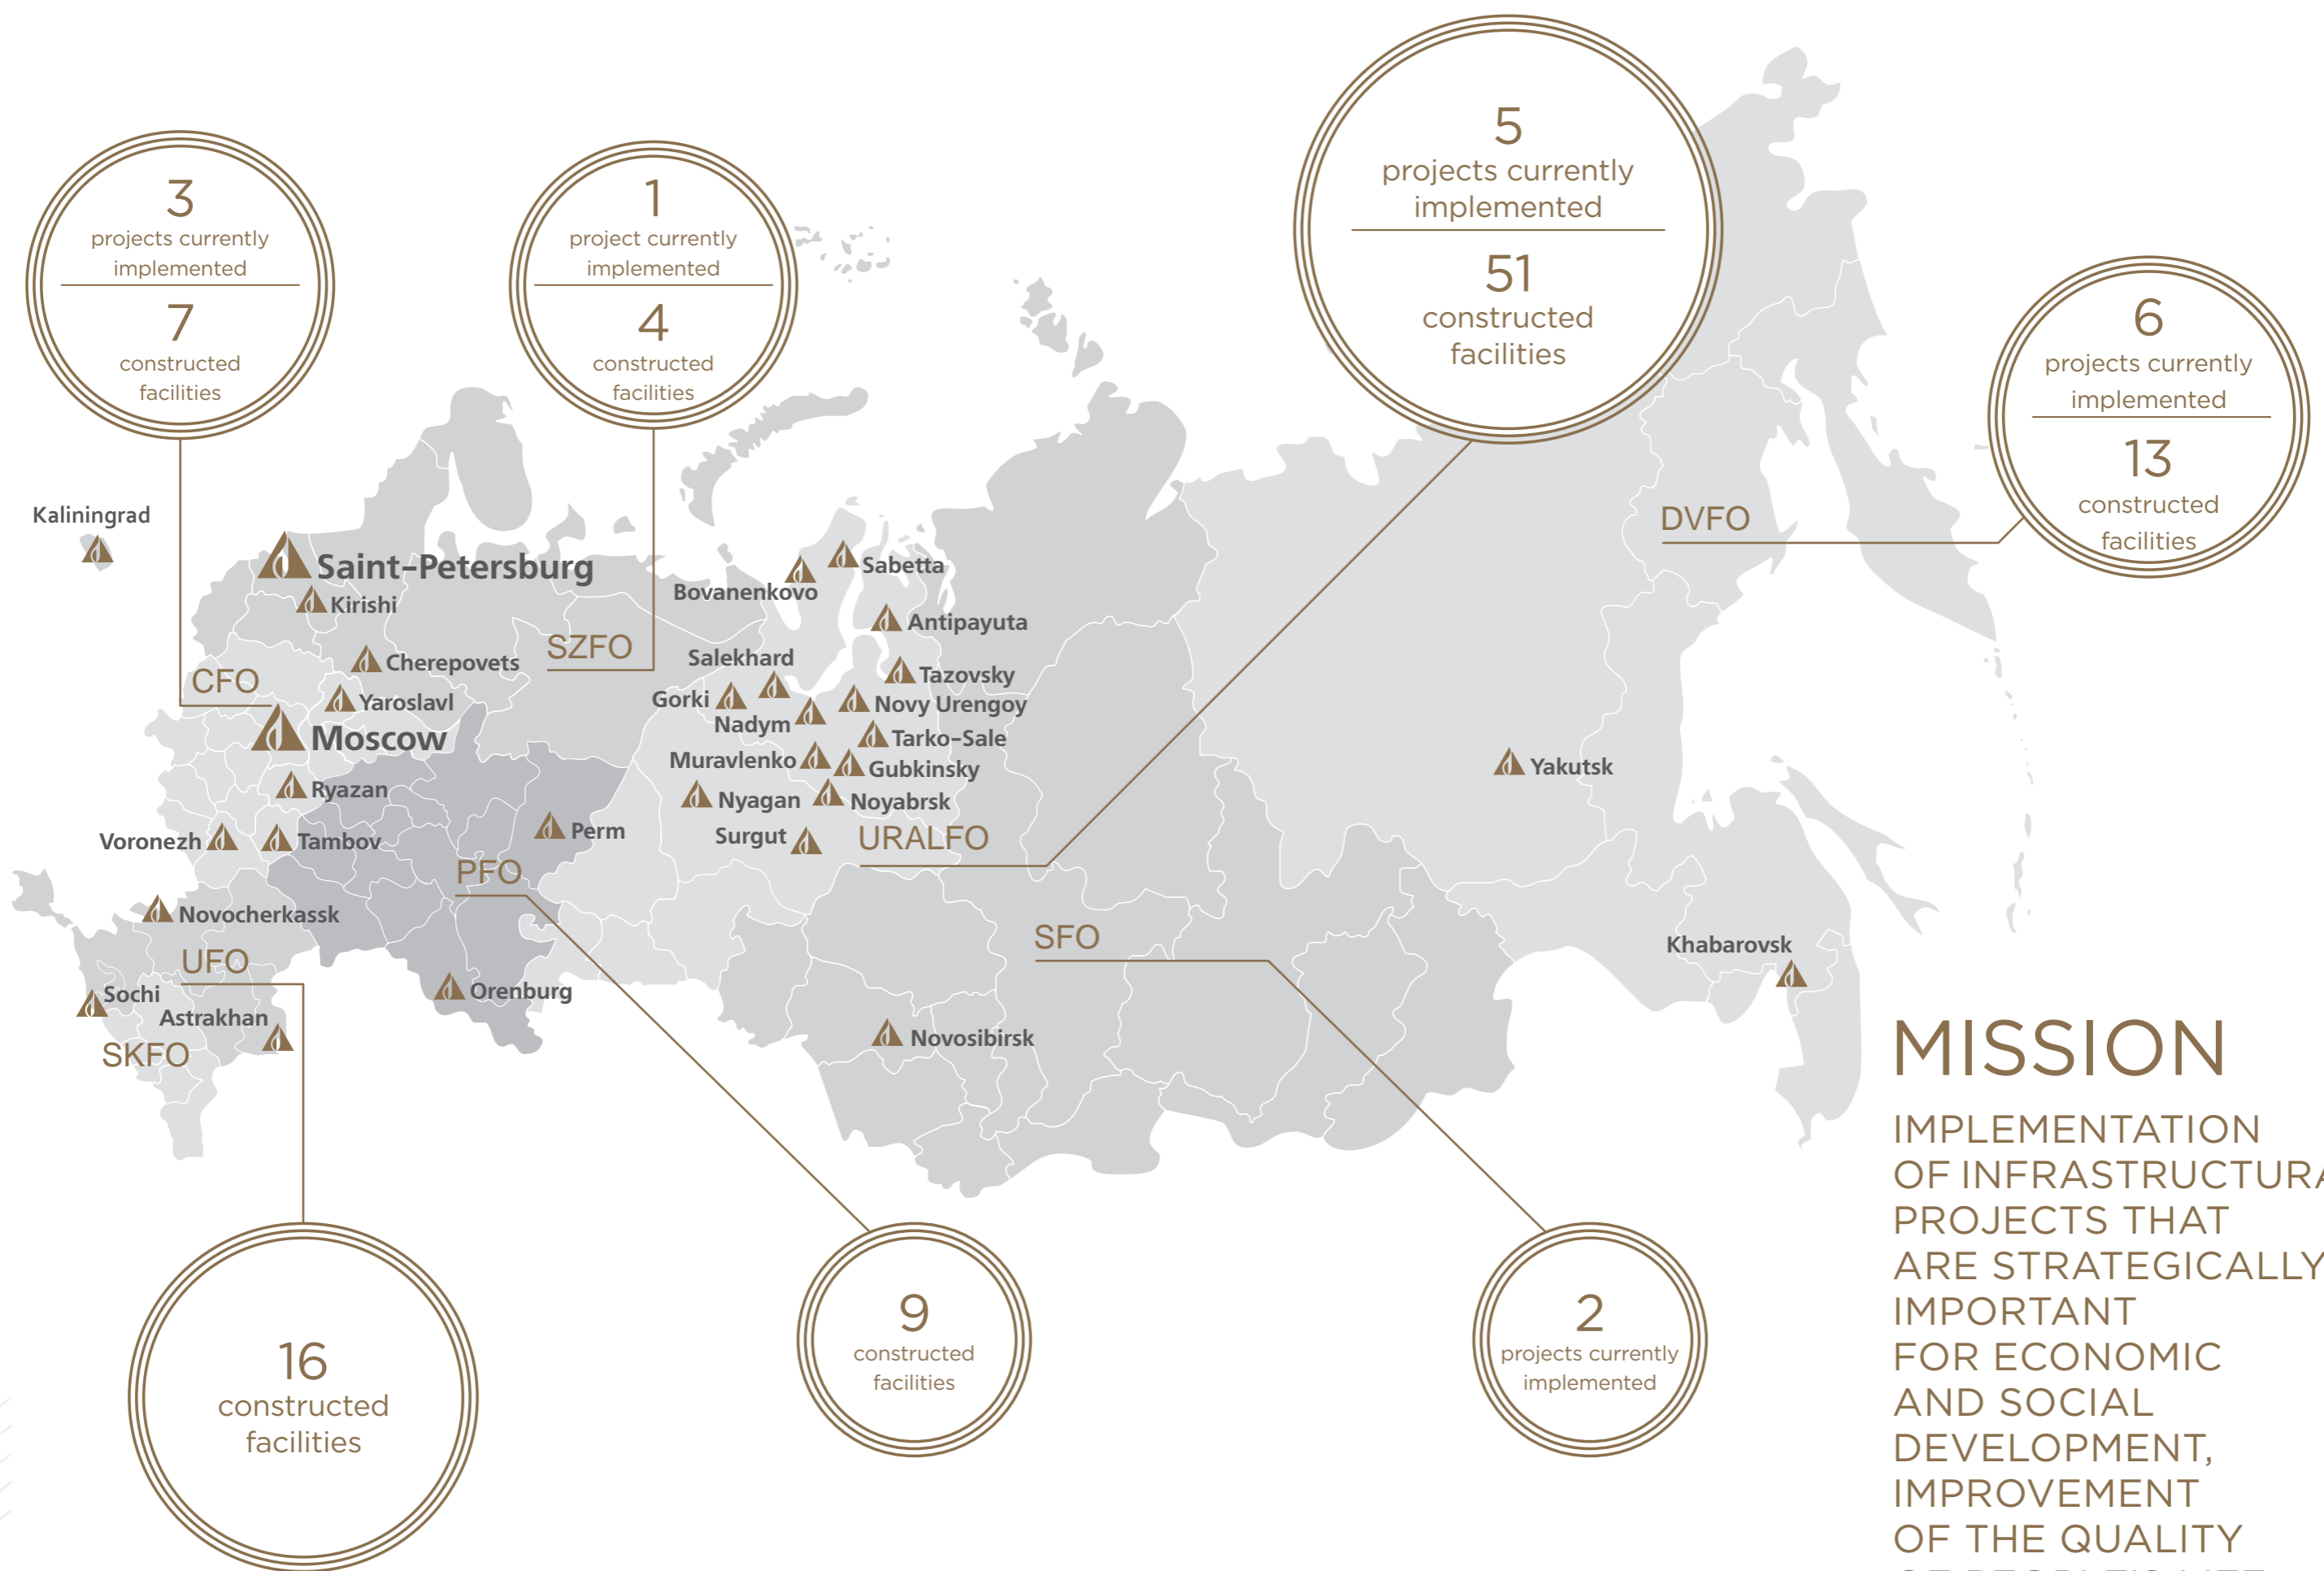 3
projects currently
implemented
7
constructed
facilities
1
project currently
implemented
4
constructed
facilities
5
projects currently
implemented
51
constructed
facilities
6
projects currently
implemented
13
constructed
facilities
Kaliningrad
Saint-Petersburg
Kirishi
Cherepovets
SZFO
CFO
Yaroslavl
Moscow
Ryazan
Voronezh
Tambov
Perm
PFO
Novocherkassk
UFO
Sochi
Astrakhan
SKFO
Orenburg
Sabetta
Bovanenkovo
Antipayuta
Salekhard
Tazovsky
Gorki
Novy Urengoy
Nadym
Tarko-Sale
Muravlenko
Gubkinsky
Nyagan
Noyabrsk
Surgut
URALFO
SFO
Novosibirsk
DVFO
Yakutsk
Khabarovsk
16
constructed
facilities
9
constructed
facilities
2
projects currently
implemented
MISSION
IMPLEMENTATION
OF INFRASTRUCTURA
PROJECTS THAT
ARE STRATEGICALLY
IMPORTANT
FOR ECONOMIC
AND SOCIAL
DEVELOPMENT,
IMPROVEMENT
OF THE QUALITY
OF PEOPLE'S LIFE